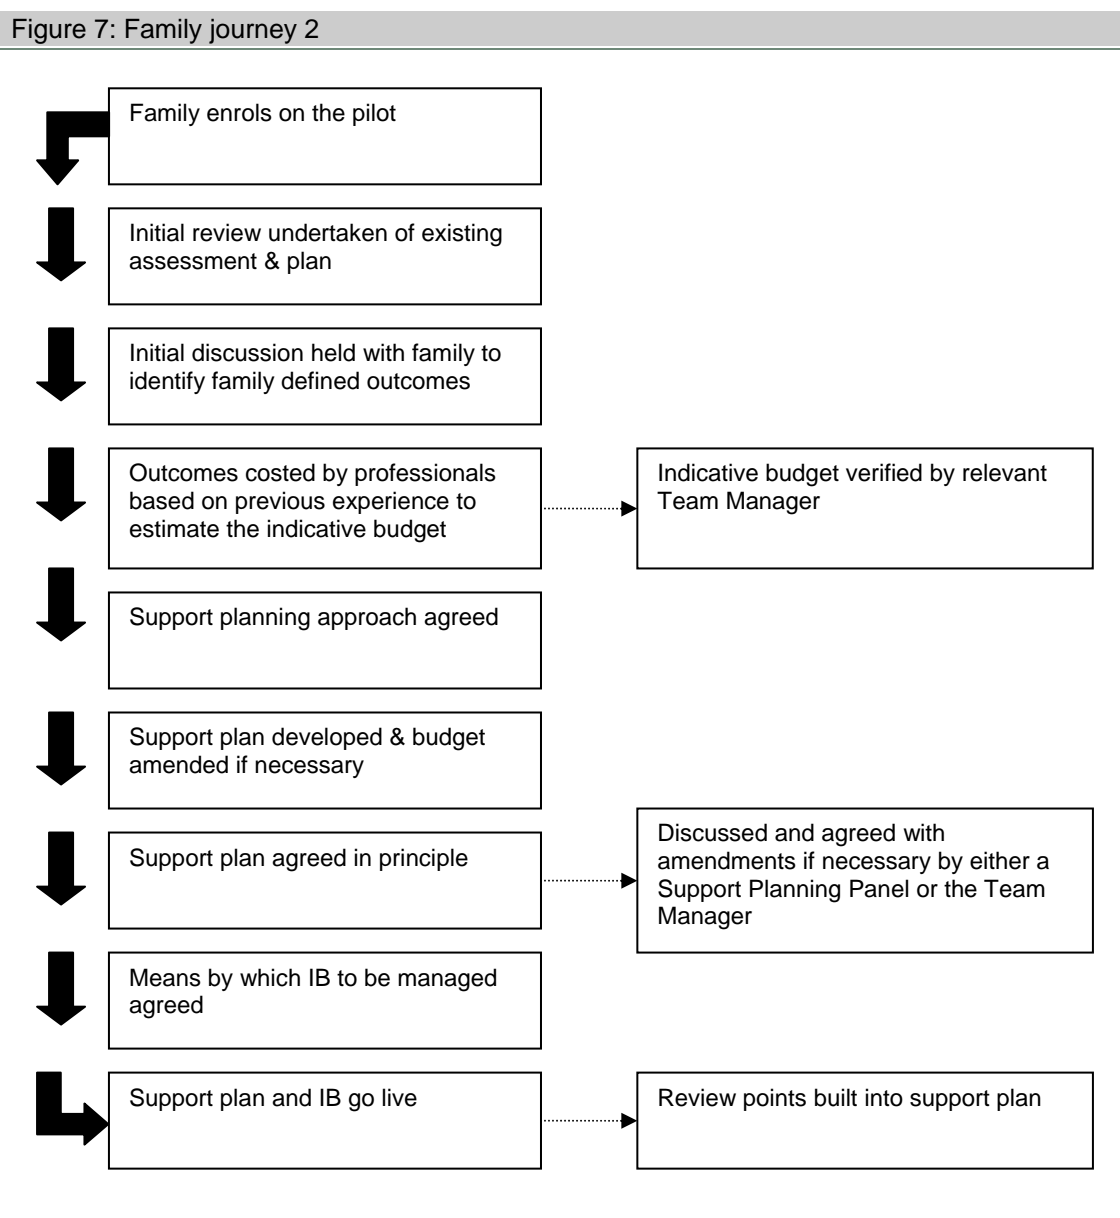 Figure 7: Family journey 2
Family enrols on the pilot
Initial review undertaken of existing
assessment & plan
Initial discussion held with family to
identify family defined outcomes
Outcomes costed by professionals
based on previous experience to
estimate the indicative budget
Indicative budget verified by relevant
Team Manager
Support planning approach agreed
Support plan developed & budget
amended if necessary
Support plan agreed in principle
Discussed and agreed with
amendments if necessary by either a
Support Planning Panel or the Team
Manager
Means by which IB to be managed
agreed
Support plan and IB go live
Review points built into support plan